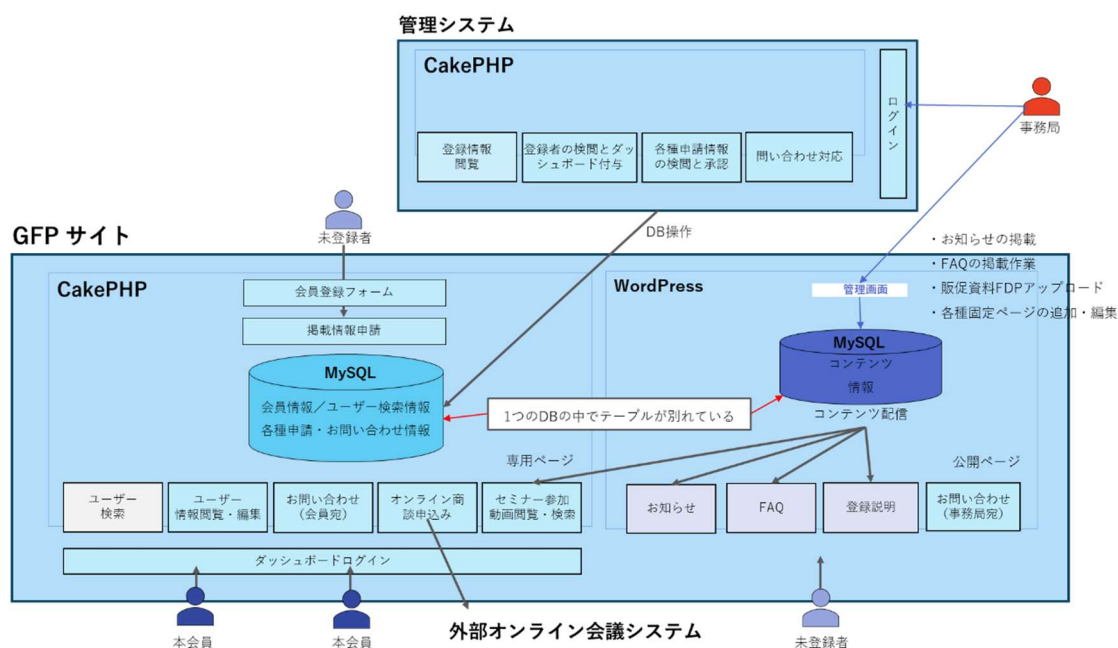 管理システム
CakePHP
ログイン
登録情報
閲覧
登録者の検閲とダッ
シュボード付与
各種申請情報
の検閲と承認
問い合わせ対応
事務局
未登録者
DB操作
GFP サイト
・お知らせの掲載
・FAQの掲載作業
・販促資料FDPアップロード
・各種固定ページの追加・編集
CakePHP
会員登録フォーム
掲載情報申請
MySQL
会員情報／ユーザー検索情報
各種申請・お問い合わせ情報
WordPress
管理画面
MySQL
コンテンツ
情報
コンテンツ配信
1つのDBの中でテーブルが別れている
専用ページ
公開ページ
ユーザー
検索
ユーザー
情報閲覧・編集
お問い合わせ
（会員宛）
オンライン商
談申込み
セミナー参加
動画閲覧・検索
お知らせ
FAQ
登録説明
お問い合わせ
（事務局宛）
ダッシュボードログイン
本会員
本会員
外部オンライン会議システム
未登録者